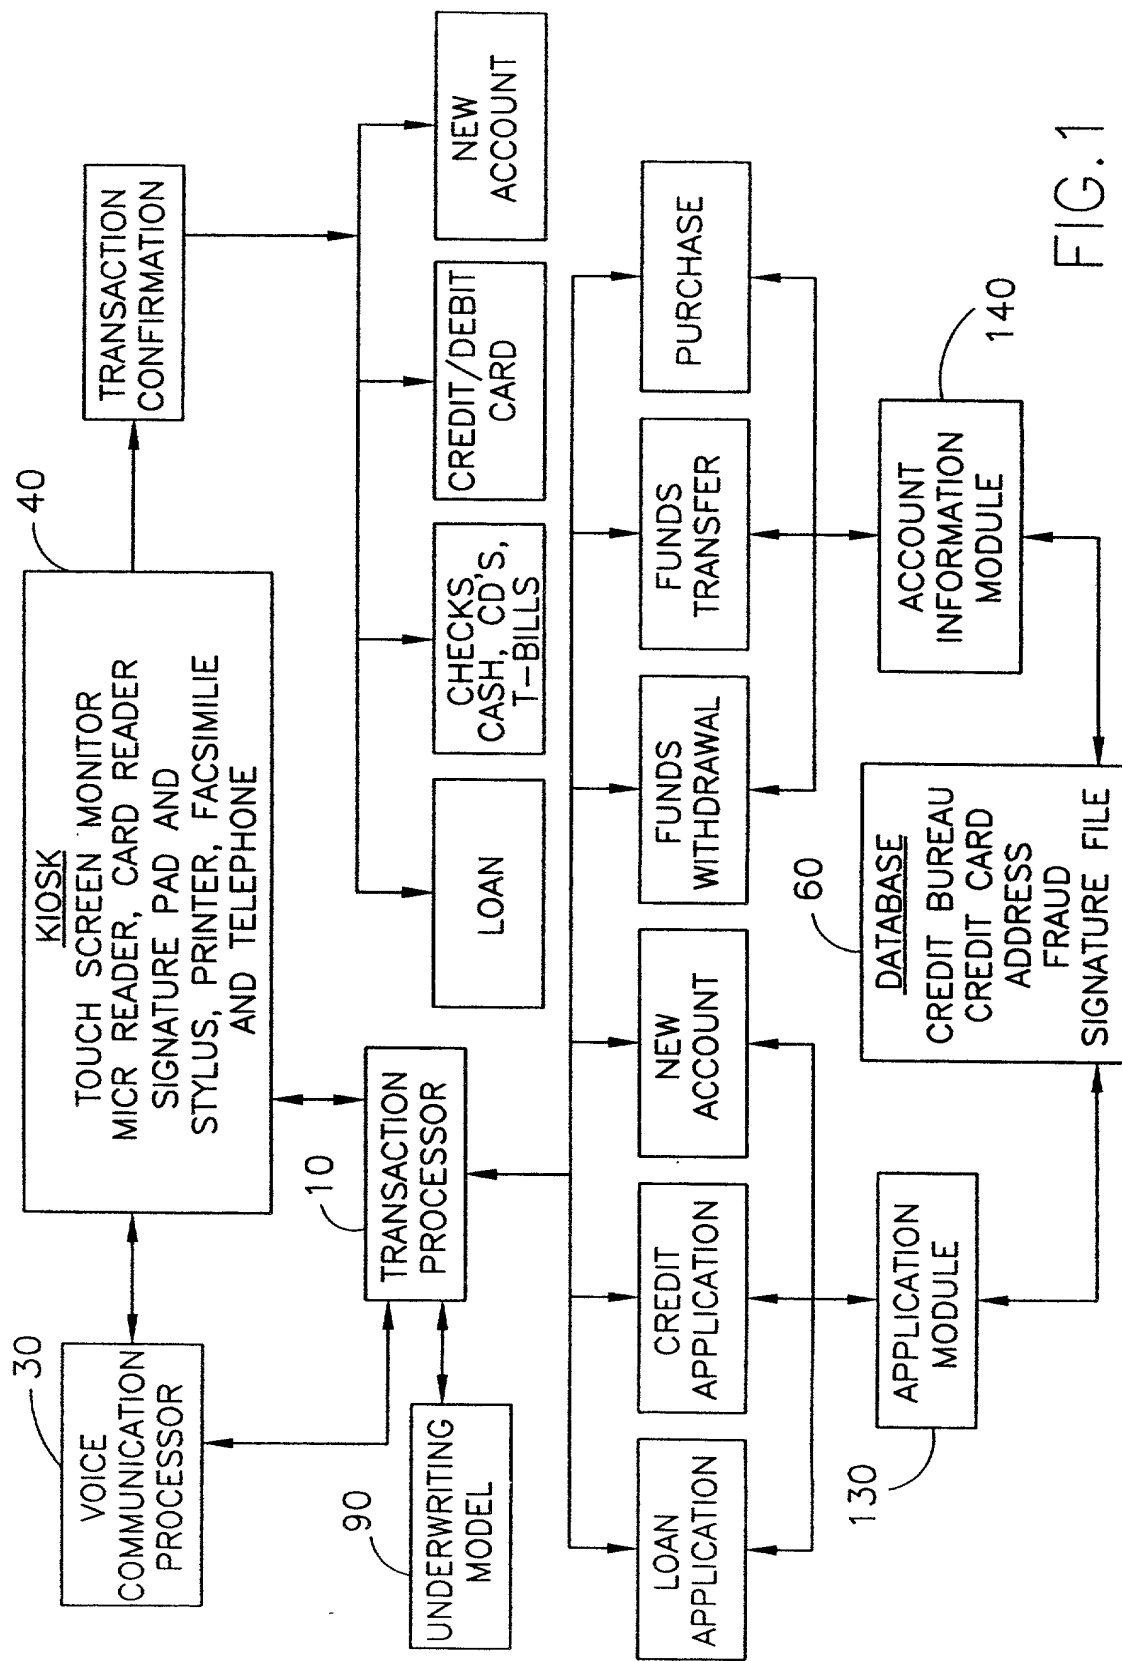 30
VOICE
COMMUNICATION
PROCESSOR
40
KIOSK
TOUCH SCREEN MONITOR
MICR READER, CARD READER
SIGNATURE PAD AND
STYLUS, PRINTER, FACSIMILIE
AND TELEPHONE
TRANSACTION
CONFIRMATION
90
UNDERWRITING
MODEL
10
TRANSACTION
PROCESSOR
LOAN
CHECKS,
CASH, CD'S,
T-BILLS
CREDIT/DEBIT
CARD
NEW
ACCOUNT
LOAN
APPLICATION
CREDIT
APPLICATION
NEW
ACCOUNT
FUNDS
WITHDRAWAL
FUNDS
TRANSFER
PURCHASE
130
APPLICATION
MODULE
60
DATABASE
CREDIT BUREAU
CREDIT CARD
ADDRESS
FRAUD
SIGNATURE FILE
140
ACCOUNT
INFORMATION
MODULE
FIG. 1